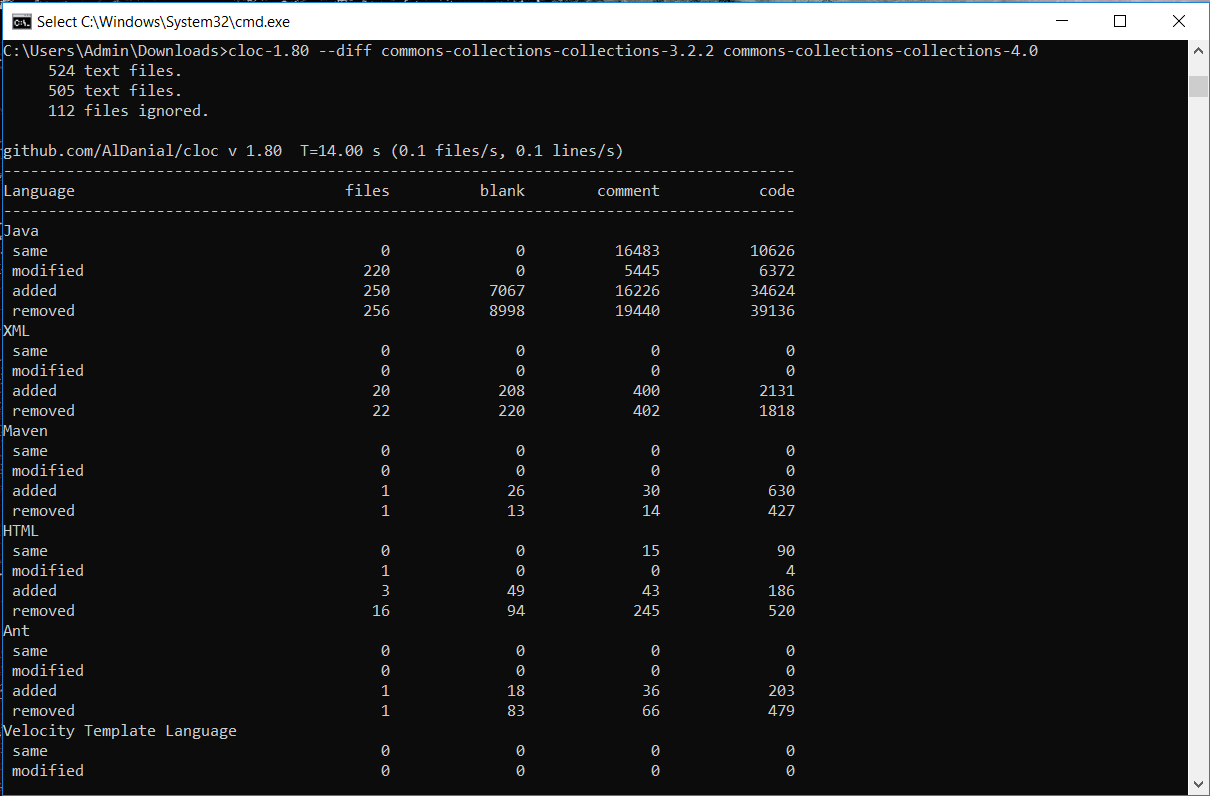 Select C:\Windows\System32\cmd.exe
C:\Users\Admin\Downloads>cloc-1.80 --diff commons-collections-collections-3.2.2 commons-collections-collections-4.0
524 text files.
505 text files.
112 files ignored.
github.com/AlDanial/cloc v 1.80  T=14.00 s (0.1 files/s, 0.1 lines/s)
----------------------------------------------------------------------------------------
Language files blank comment code
----------------------------------------------------------------------------------------
Java
same 0 0 16483 10626
modified 220 0 5445 6372
added 250 7067 16226 34624
removed 256 8998 19440 39136
XML
same 0 0 0 0
modified 0 0 0 0
added 20 208 400 2131
removed 22 220 402 1818
Maven
same 0 0 0 0
modified 0 0 0 0
added 1 26 30 630
removed 1 13 14 427
HTML
same 0 0 15 90
modified 1 0 0 4
added 3 49 43 186
removed 16 94 245 520
Ant
same 0 0 0 0
modified 0 0 0 0
added 1 18 36 203
removed 1 83 66 479
Velocity Template Language
same 0 0 0 0
modified 0 0 0 0